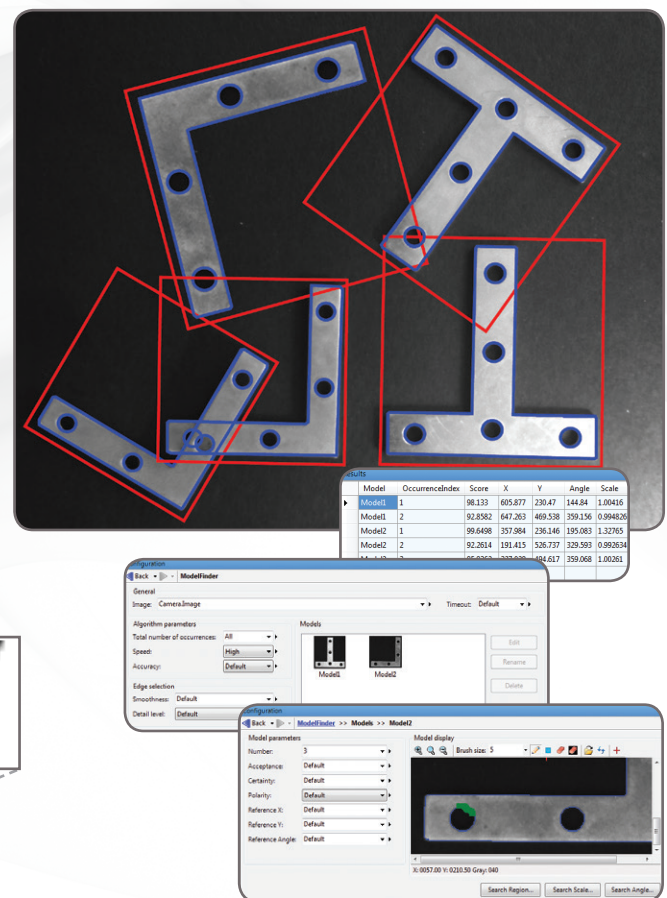 Results
Model OccurrenceIndex Score X Y Angle Scale
Model1 1 98.133 605.877 230.47 144.84 1.00416
Model1 2 92.8582 647.263 469.538 359.156 0.994826
Model2 1 99.6498 357.984 236.146 195.083 1.32765
Model2 2 92.2614 191.415 526.737 329.593 0.992634
359.068 1.00261
Configuration
Back ModelFinder
General
Image: Camera.Image Timeout: Default
Algorithm parameters Models
Total number of occurrences: All
Speed: High
Accuracy: Default
Edit
Rename
Delete
Model1 Model2
Edge selection
Smoothness: Default
Detail level: Default
Configuration
Back ModelFinder >> Models >> Model2
Model parameters Model display
Number: 3 Brush size: 5
Acceptance: Default
Certainty: Default
Polarity: Default
Reference X: Default
Reference Y: Default
Reference Angle: Default
X: 0057.00 Y: 0210.50 Gray: 040
Search Region... Search Scale... Search Angle...